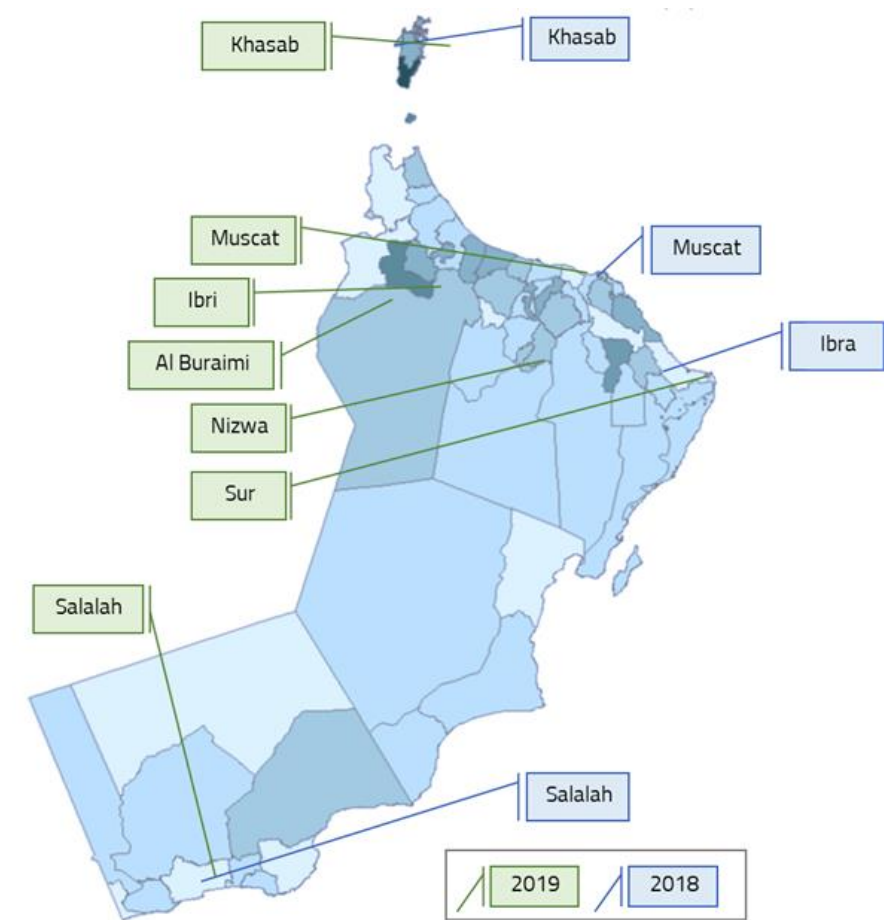 Khasab
Khasab
Muscat
Muscat
Ibri
Ibra
Al Buraimi
Nizwa
Sur
Salalah
Salalah
2019
2018